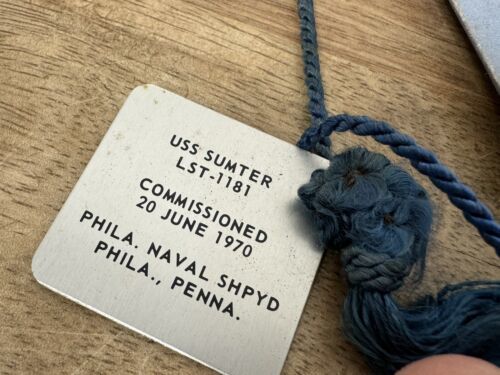 USS SUMTER
LST-1181
COMMISSIONED
20 JUNE 1970
PHILA. NAVAL SHPYD
PHILA., PENNA.